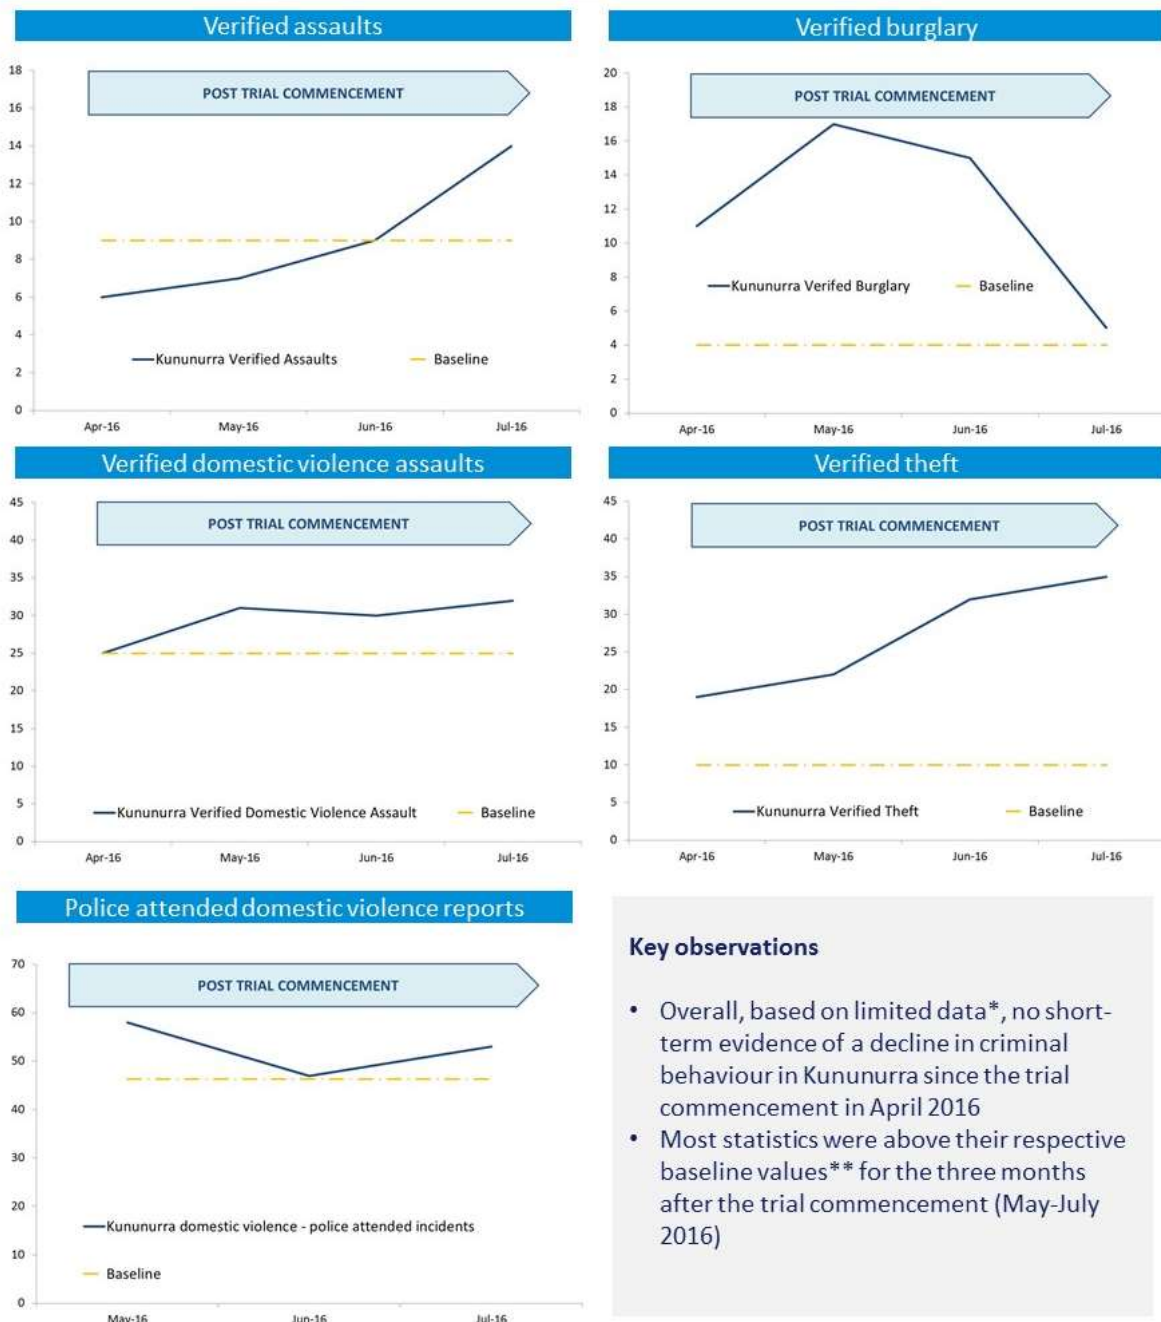 Verified assaults
18
16
14
12
10
8
6
4
2
0
POST TRIAL COMMENCEMENT
Kununurra Verified Assaults
Baseline
Apr-16
May-16
Jun-16
Jul-16
Verified burglary
20
18
16
14
12
10
8
6
4
2
0
POST TRIAL COMMENCEMENT
Kununurra Verifed Burglary
Baseline
Apr-16
May-16
Jun-16
Jul-16
Verified domestic violence assaults
45
40
35
30
25
20
15
10
5
0
POST TRIAL COMMENCEMENT
Kununurra Verified Domestic Violence Assault
Baseline
Apr-16
May-16
Jun-16
Jul-16
Verified theft
45
40
35
30
25
20
15
10
5
0
POST TRIAL COMMENCEMENT
Kununurra Verified Theft
Baseline
Apr-16
May-16
Jun-16
Jul-16
Police attended domestic violence reports
70
60
50
40
30
20
10
0
POST TRIAL COMMENCEMENT
Kununurra domestic violence - police attended incidents
Baseline
May-16
Jun-16
Jul-16
Key observations
• Overall, based on limited data*, no short-
term evidence of a decline in criminal
behaviour in Kununurra since the trial
commencement in April 2016
• Most statistics were above their respective
baseline values** for the three months
after the trial commencement (May-July
2016)